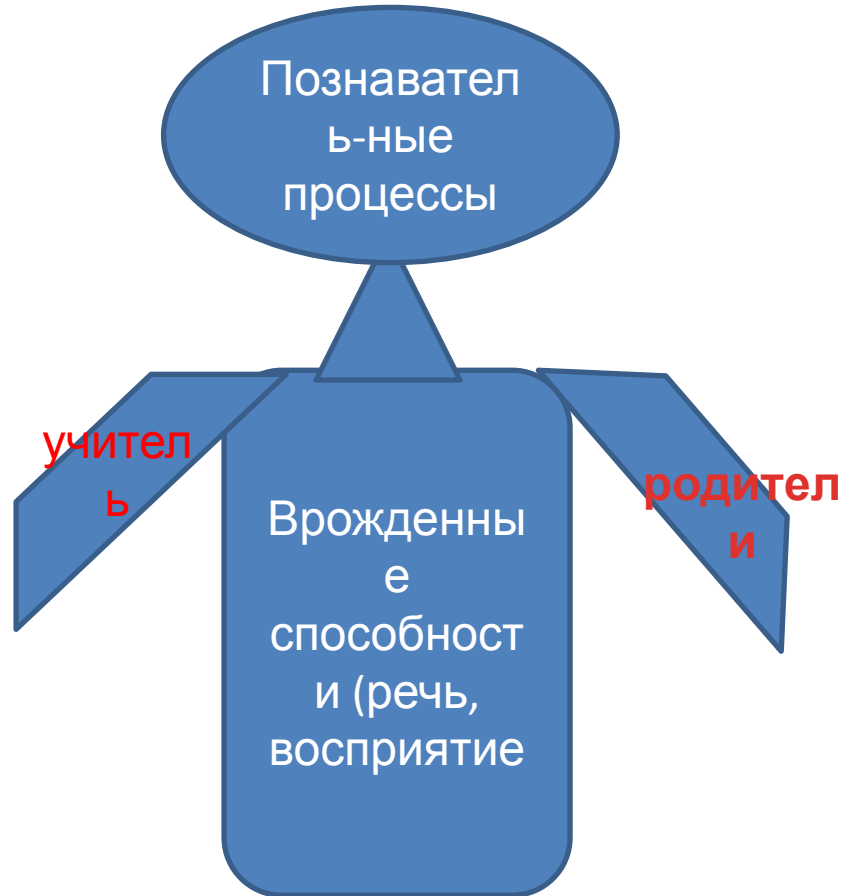 Познавател
ь-ные
процессы
учител
ь
родител
и
Врожденны
е
способност
и (речь,
восприятие